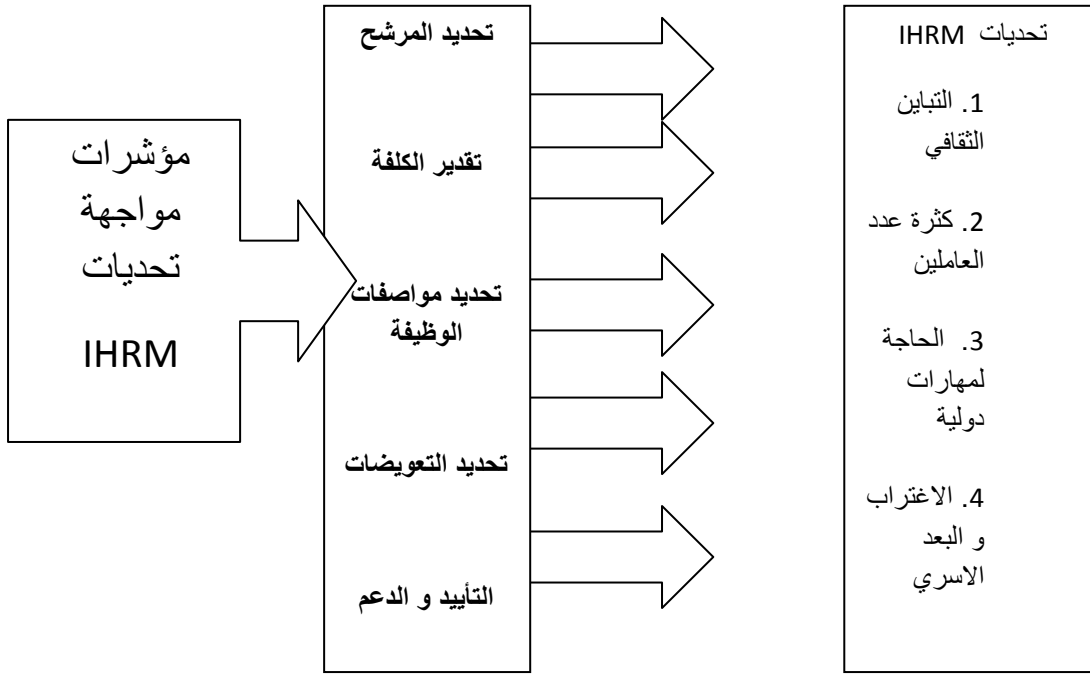 تحديات IHRM
1. التباين
الثقافي
2. كثرة عدد
العاملين
3. الحاجة
لمهارات
دولية
4. الاغتراب
و البعد
الاسري
تحديد المرشح
تقدير الكلفة
تحديد مواصفات
الوظيفة
تحديد التعويضات
التأييد و الدعم
مؤشرات
مواجهة
تحديات
IHRM